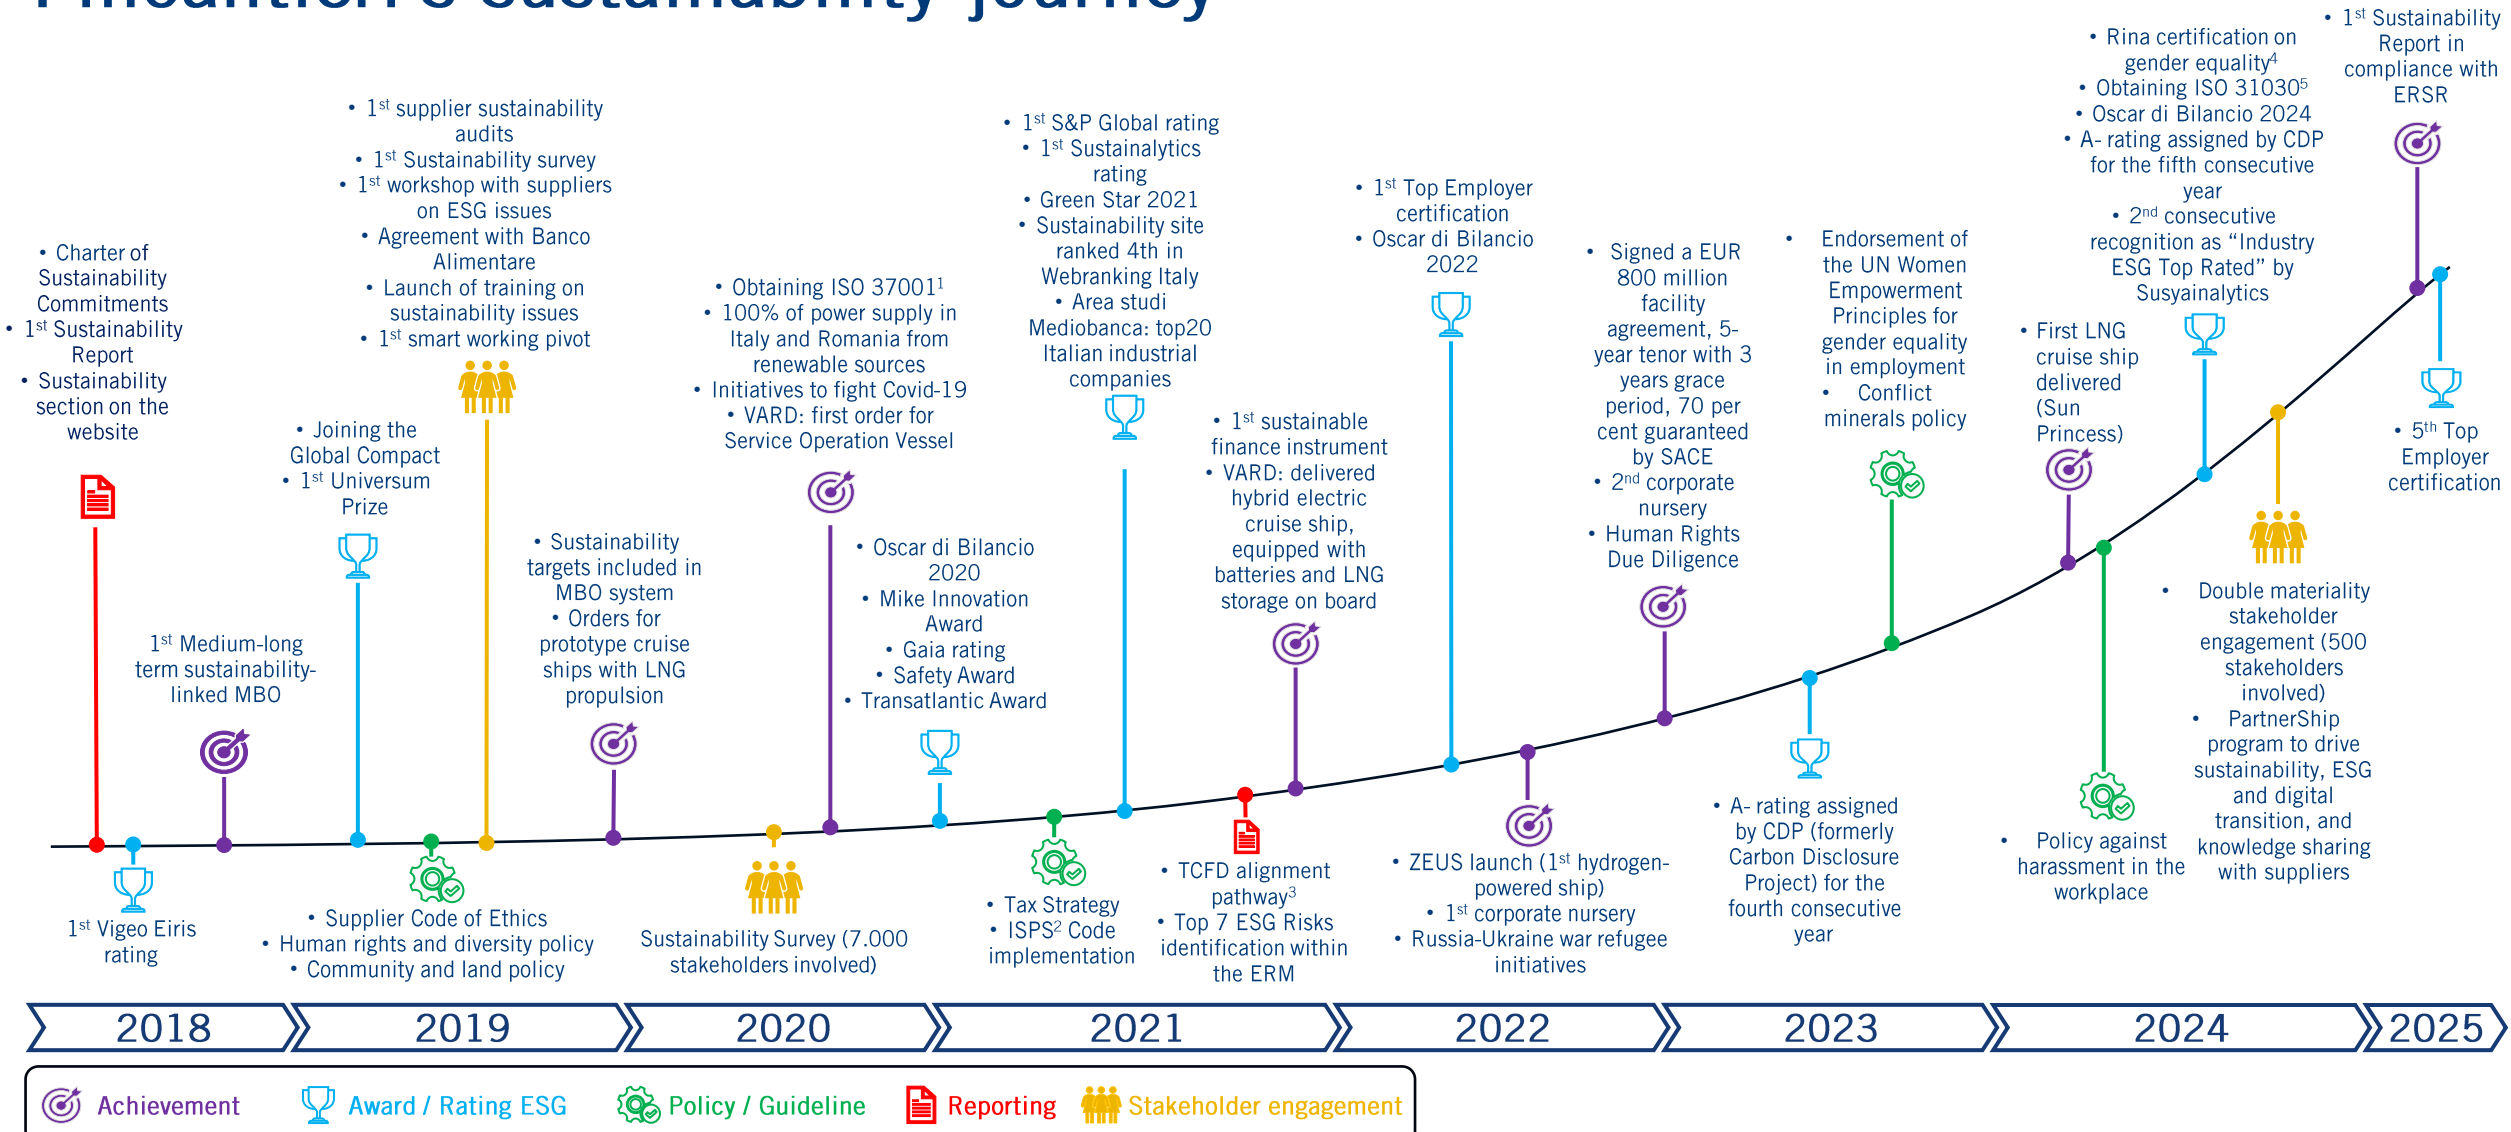 Fincantieri's sustainability journey
• Charter of
Sustainability
Commitments
• 1st Sustainability
Report
• Sustainability
section on the
website
1st Vigeo Eiris
rating
1st Medium-long
term sustainability-
linked MBO
• Joining the
Global Compact
• 1st Universum
Prize
• Supplier Code of Ethics
• Human rights and diversity policy
• Community and land policy
• 1st supplier sustainability
audits
• 1st Sustainability survey
• 1st workshop with suppliers
on ESG issues
• Agreement with Banco
Alimentare
• Launch of training on
sustainability issues
• 1st smart working pivot
• Sustainability
targets included in
MBO system
• Orders for
prototype cruise
ships with LNG
propulsion
Sustainability Survey (7.000
stakeholders involved)
• Obtaining ISO 37001¹
• 100% of power supply in
Italy and Romania from
renewable sources
• Initiatives to fight Covid-19
• VARD: first order for
Service Operation Vessel
• Oscar di Bilancio
2020
• Mike Innovation
Award
• Gaia rating
• Safety Award
• Transatlantic Award
• Tax Strategy
• ISPS² Code
implementation
• 1st S&P Global rating
• 1st Sustainalytics
rating
• Green Star 2021
• Sustainability site
ranked 4th in
Webranking Italy
• Area studi
Mediobanca: top20
Italian industrial
companies
• TCFD alignment
pathway³
• Top 7 ESG Risks
identification within
the ERM
• 1st sustainable
finance instrument
• VARD: delivered
hybrid electric
cruise ship,
equipped with
batteries and LNG
storage on board
• 1st Top Employer
certification
• Oscar di Bilancio
2022
• ZEUS launch (1st hydrogen-
powered ship)
• 1st corporate nursery
• Russia-Ukraine war refugee
initiatives
• Signed a EUR
800 million
facility
agreement, 5-
year tenor with 3
years grace
period, 70 per
cent guaranteed
by SACE
• 2nd corporate
nursery
• Human Rights
Due Diligence
• A- rating assigned
by CDP (formerly
Carbon Disclosure
Project) for the
fourth consecutive
year
• Endorsement of
the UN Women
Empowerment
Principles for
gender equality
in employment
• Conflict
minerals policy
• First LNG
cruise ship
delivered
(Sun
Princess)
• Policy against
harassment in the
workplace
• Rina certification on
gender equality⁴
• Obtaining ISO 31030⁵
• Oscar di Bilancio 2024
• A- rating assigned by CDP
for the fifth consecutive
year
• 2nd consecutive
recognition as “Industry
ESG Top Rated” by
Susyainalytics
• Double materiality
stakeholder
engagement (500
stakeholders
involved)
• PartnerShip
program to drive
sustainability, ESG
and digital
transition, and
knowledge sharing
with suppliers
• 1st Sustainability
Report in
compliance with
ERSR
• 5th Top
Employer
certification
2018
2019
2020
2021
2022
2023
2024
2025
Achievement
Award / Rating ESG
Policy / Guideline
Reporting
Stakeholder engagement